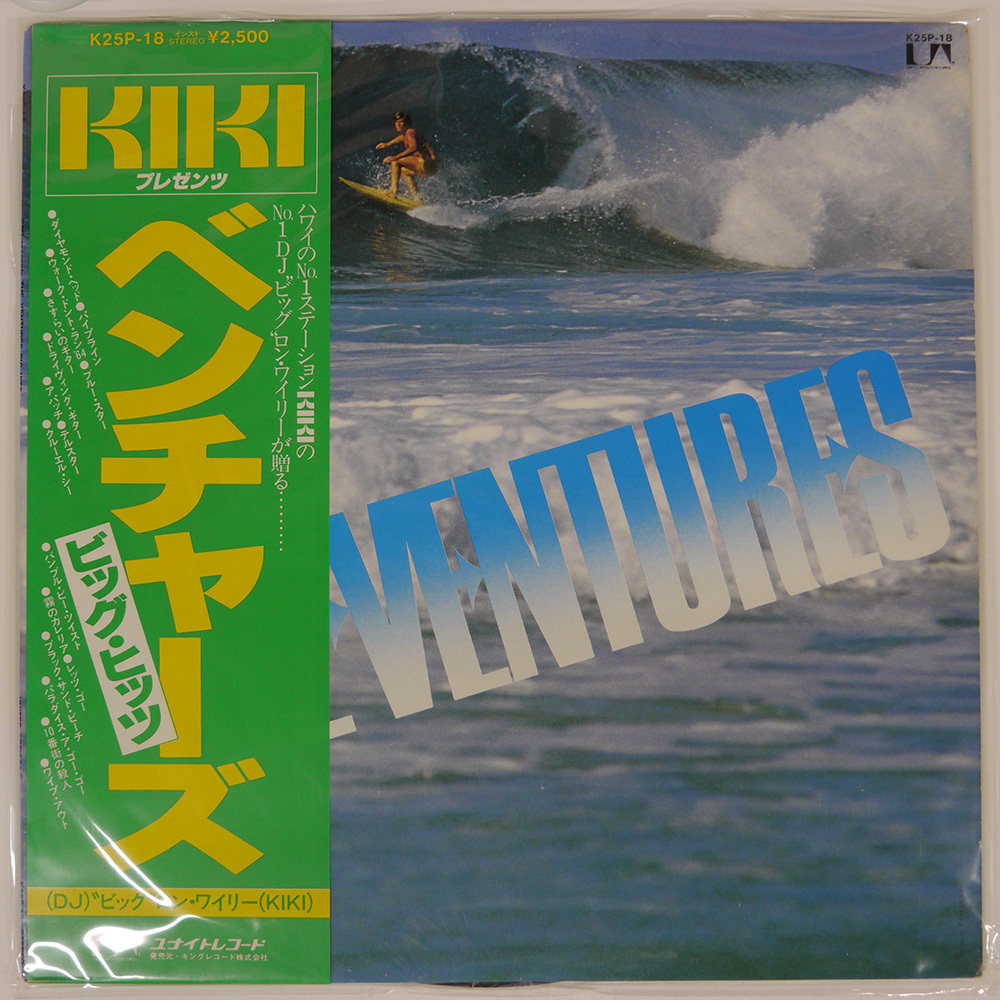 K25P-18 インスト STEREO ¥2,500
KIKI
プレゼンツ
ハワイのNo.1ステーションKIKIの
No.1DJ“ビッグ”ロン・ワイリーが贈る………
ベンチャーズ
ビッグ・ヒッツ
●ダイヤモンド・ヘッド●パイプライン
●ウォーク・ドント・ラン'64●ブルー・スター
●さすらいのギター●ドライヴィング・ギター
●アパッチ●テルスター
●クルーエル・シー
●バンブル・ビー・ツイスト
●霧のカレリア●レッツ・ゴー
●ブラック・サンド・ビーチ
●パラダイス・ア・ゴー・ゴー
●10番街の殺人
●ワイプ・アウト
(DJ)“ビッグ”ロン・ワイリー(KIKI)
ユナイトレコード
発売元・キングレコード株式会社
K25P-18
UA
VENTURES